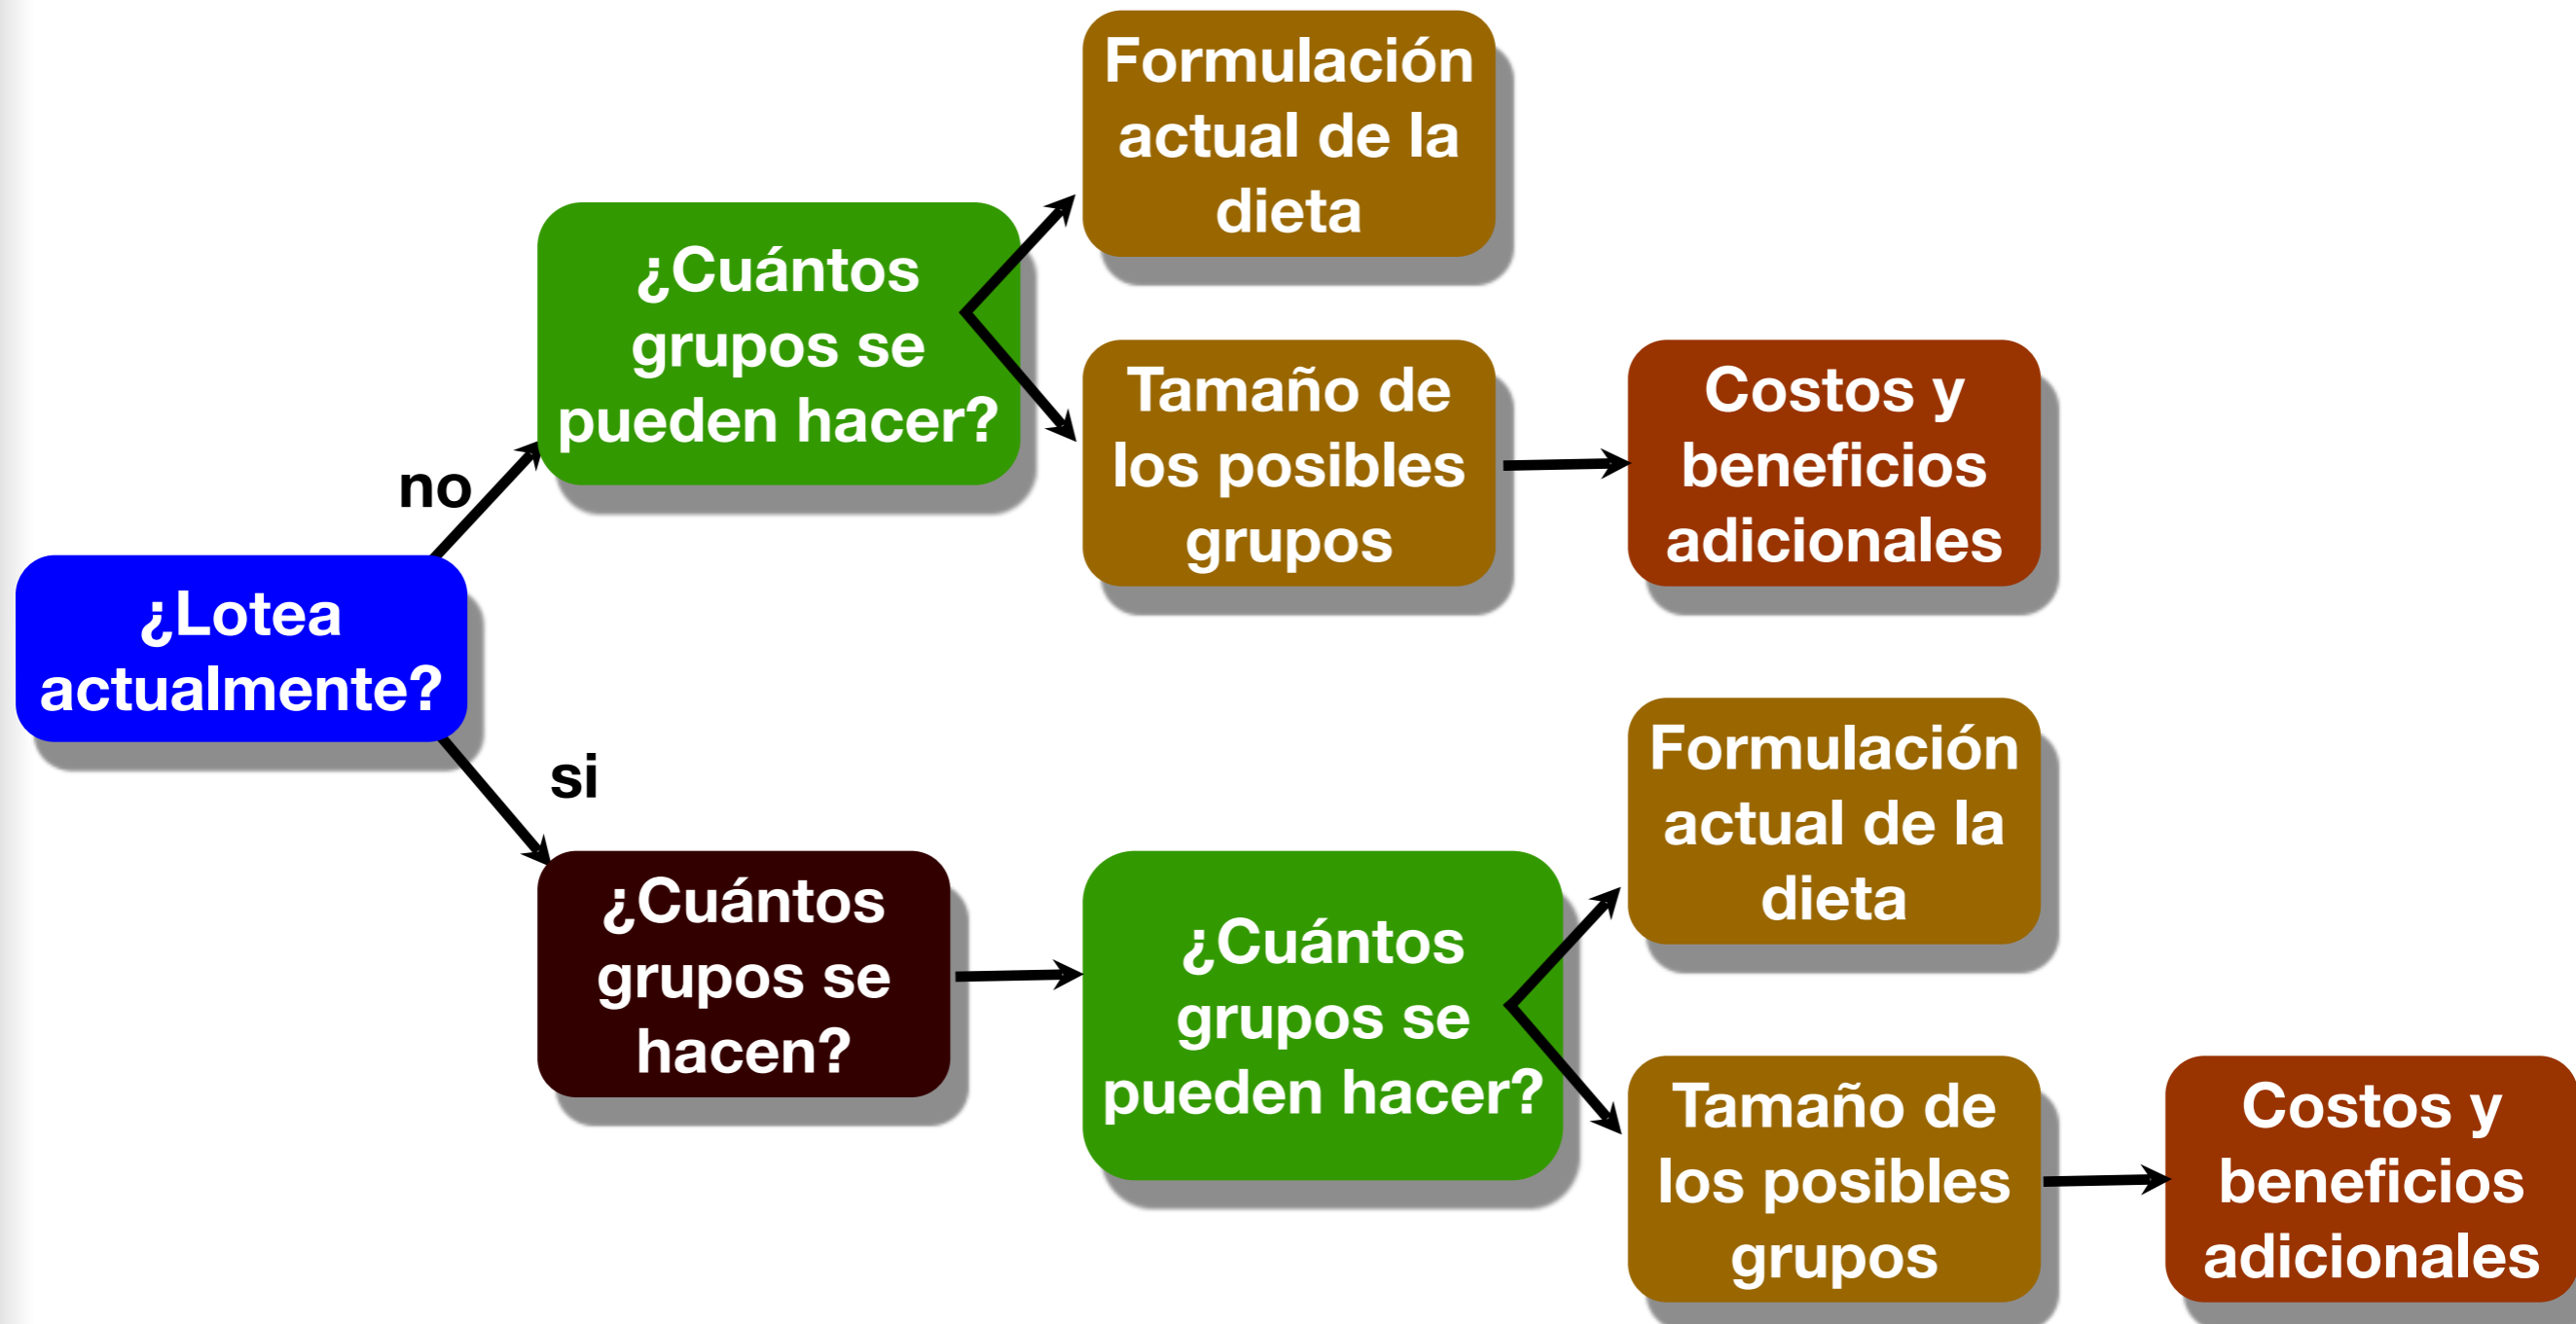 Formulación
actual de la
dieta
¿Cuántos
grupos se
pueden hacer?
Tamaño de
los posibles
grupos
Costos y
beneficios
adicionales
no
¿Lotea
actualmente?
si
¿Cuántos
grupos se
hacen?
¿Cuántos
grupos se
pueden hacer?
Formulación
actual de la
dieta
Tamaño de
los posibles
grupos
Costos y
beneficios
adicionales